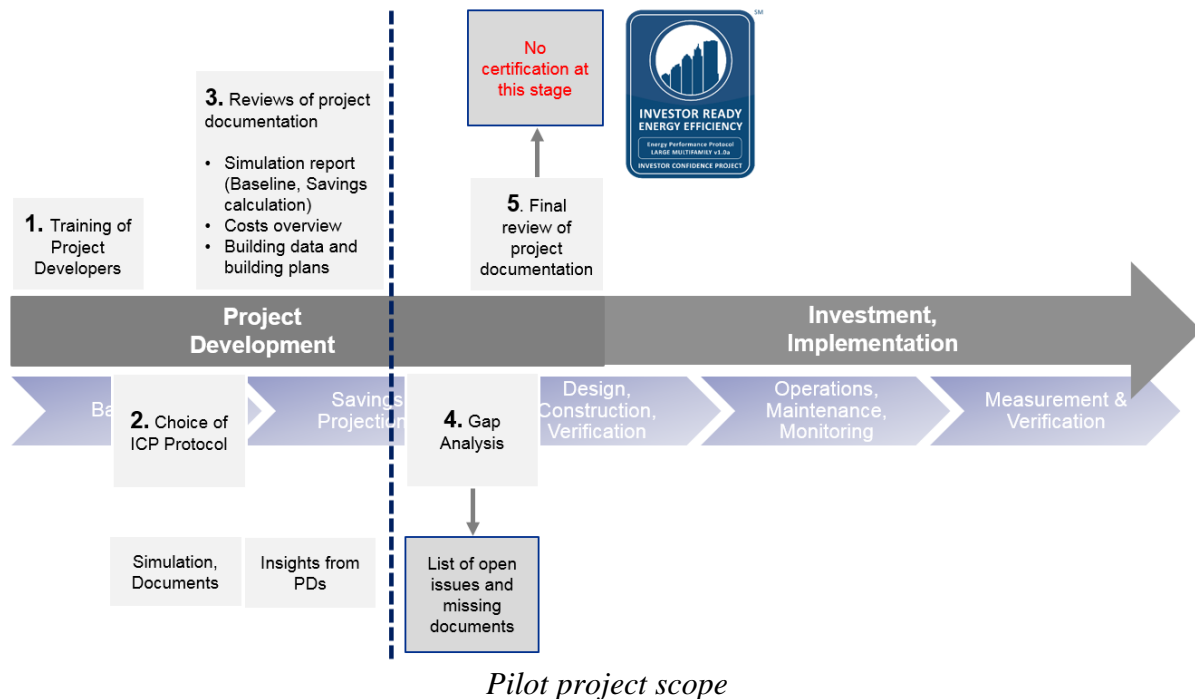 No
certification at
this stage
SM
INVESTOR READY
ENERGY EFFICIENCY
Energy Performance Protocol
LARGE MULTIFAMILY v1.0a
INVESTOR CONFIDENCE PROJECT
3. Reviews of project
documentation
• Simulation report
(Baseline, Savings
calculation)
• Costs overview
• Building data and
building plans
1. Training of
Project
Developers
5. Final
review of
project
documentation
Project
Development
Investment,
Implementation
Ba
2. Choice of
ICP Protocol
Savings
Projection
4. Gap
Analysis
Design,
Construction,
Verification
Operations,
Maintenance,
Monitoring
Measurement &
Verification
Simulation,
Documents
Insights from
PDs
List of open
issues and
missing
documents
Pilot project scope